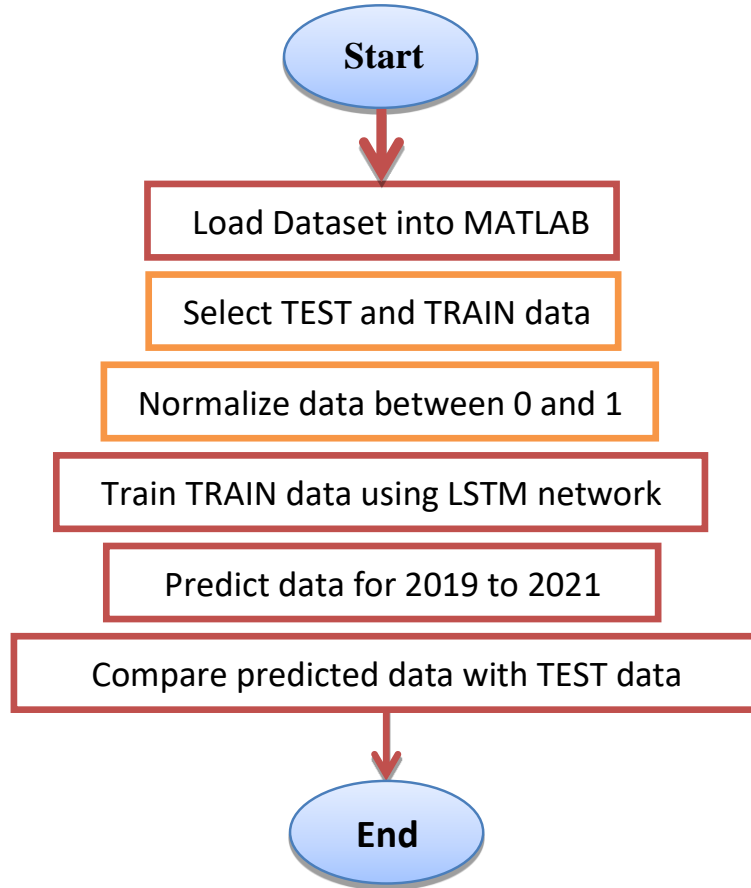 Start
Load Dataset into MATLAB
Select TEST and TRAIN data
Normalize data between 0 and 1
Train TRAIN data using LSTM network
Predict data for 2019 to 2021
Compare predicted data with TEST data
End